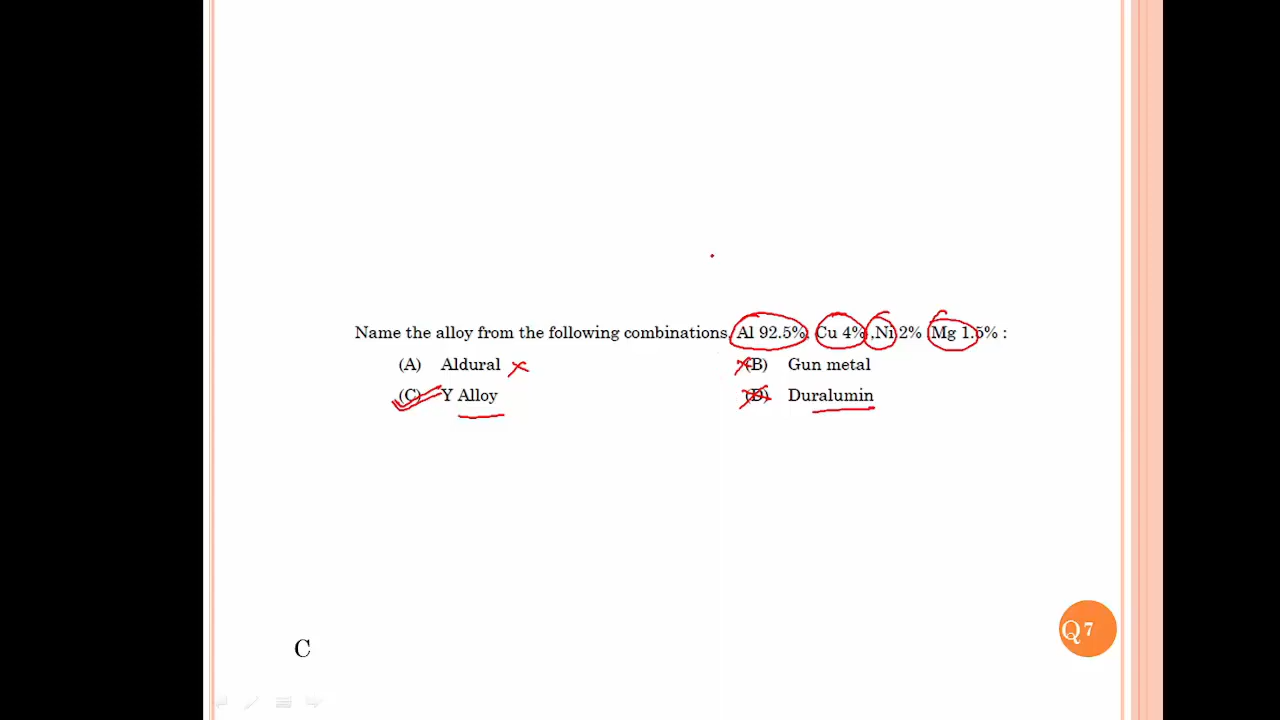 Name the alloy from the following combinations, Al 92.5%, Cu 4% ,Ni 2% Mg 1.5% :
(A) Aldural (B) Gun metal
(C) Y Alloy (D) Duralumin
C
Q7